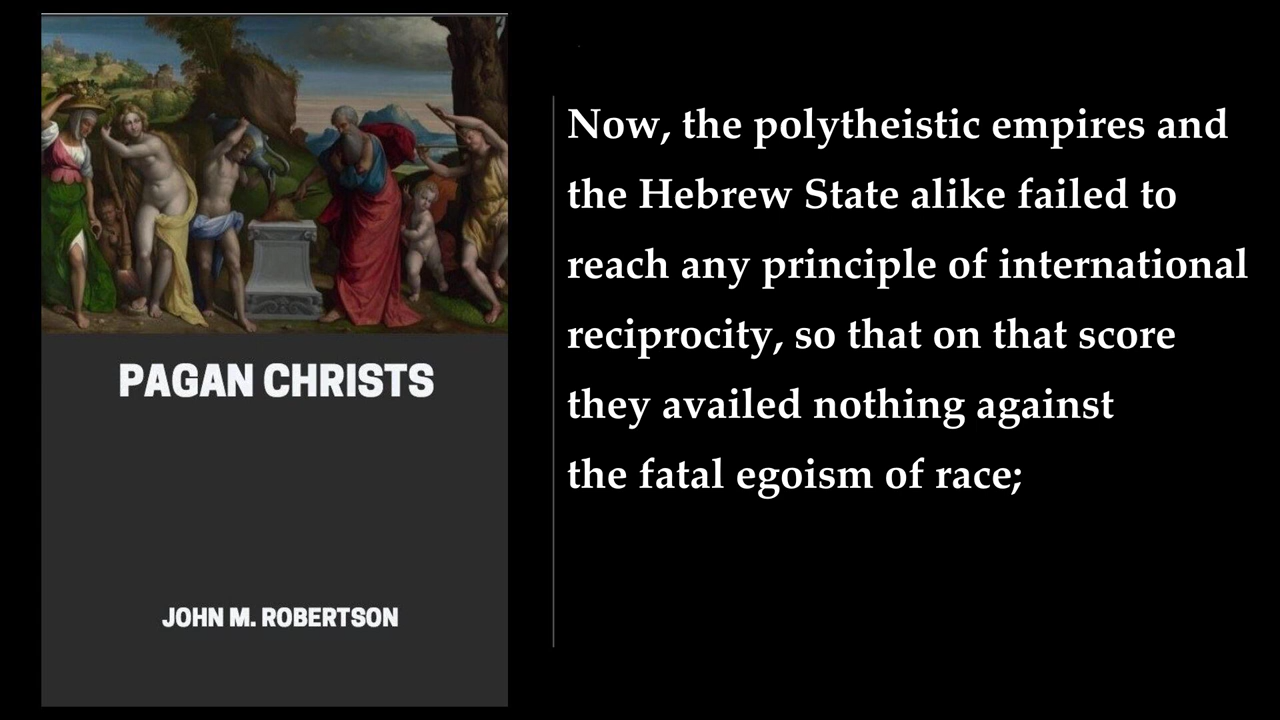 PAGAN CHRISTS
JOHN M. ROBERTSON
Now, the polytheistic empires and
the Hebrew State alike failed to
reach any principle of international
reciprocity, so that on that score
they availed nothing against
the fatal egoism of race;